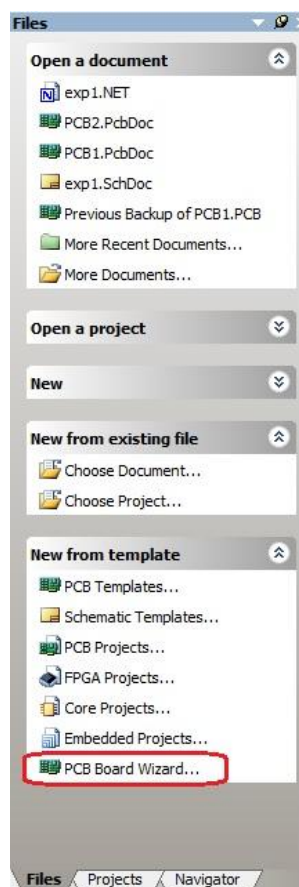 Files
Open a document
exp1.NET
PCB2.PcbDoc
PCB1.PcbDoc
exp1.SchDoc
Previous Backup of PCB1.PCB
More Recent Documents...
More Documents...
Open a project
New
New from existing file
Choose Document...
Choose Project...
New from template
PCB Templates...
Schematic Templates...
PCB Projects...
FPGA Projects...
Core Projects...
Embedded Projects...
PCB Board Wizard...
Files Projects Navigator